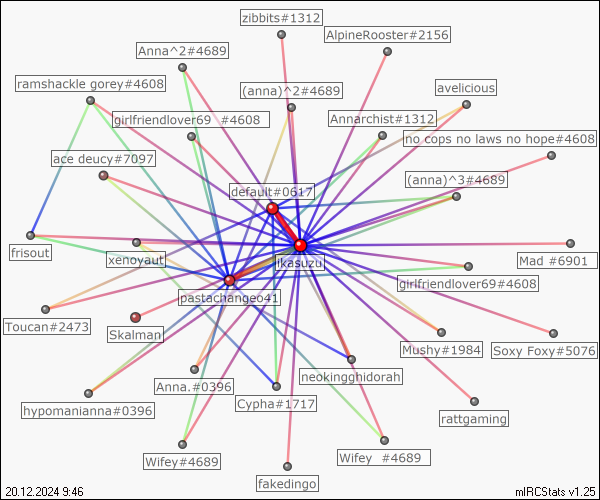 zibbits#1312
AlpineRooster#2156
Anna^2#4689
ramshackle gorey#4608
(anna)^2#4689
avelicious
girlfriendlover69 #4608
Annarchist#1312
no cops no laws no hope#4608
ace deucy#7097
default#0617
(anna)^3#4689
frisout
xenoyaut
ikasuzu
Mad #6901
pastachangeo41
girlfriendlover69#4608
Toucan#2473
Skalman
Mushy#1984
Soxy Foxy#5076
Anna.#0396
neokingghidorah
hypomanianna#0396
Cypha#1717
rattgaming
Wifey#4689
Wifey #4689
fakedingo
20.12.2024 9:46
mIRCStats v1.25